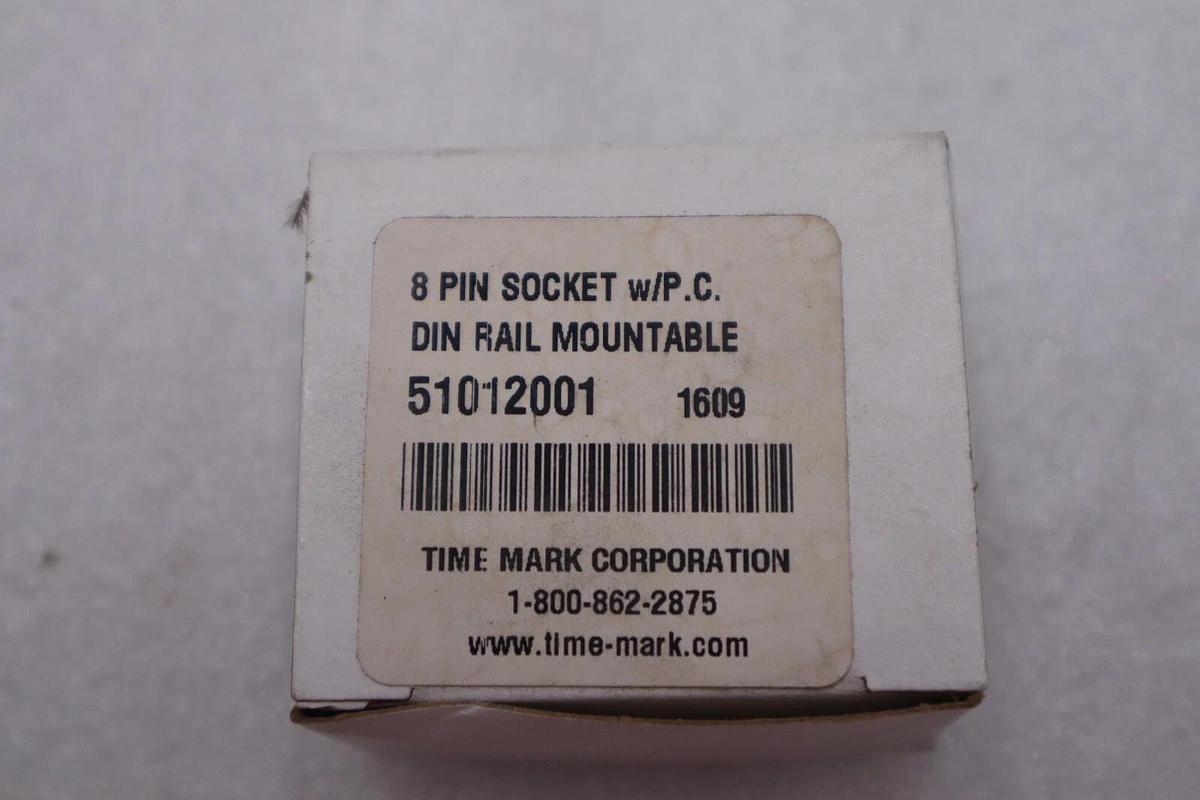 8 PIN SOCKET w/P.C.
DIN RAIL MOUNTABLE
51012001 1609
TIME MARK CORPORATION
1-800-862-2875
www.time-mark.com